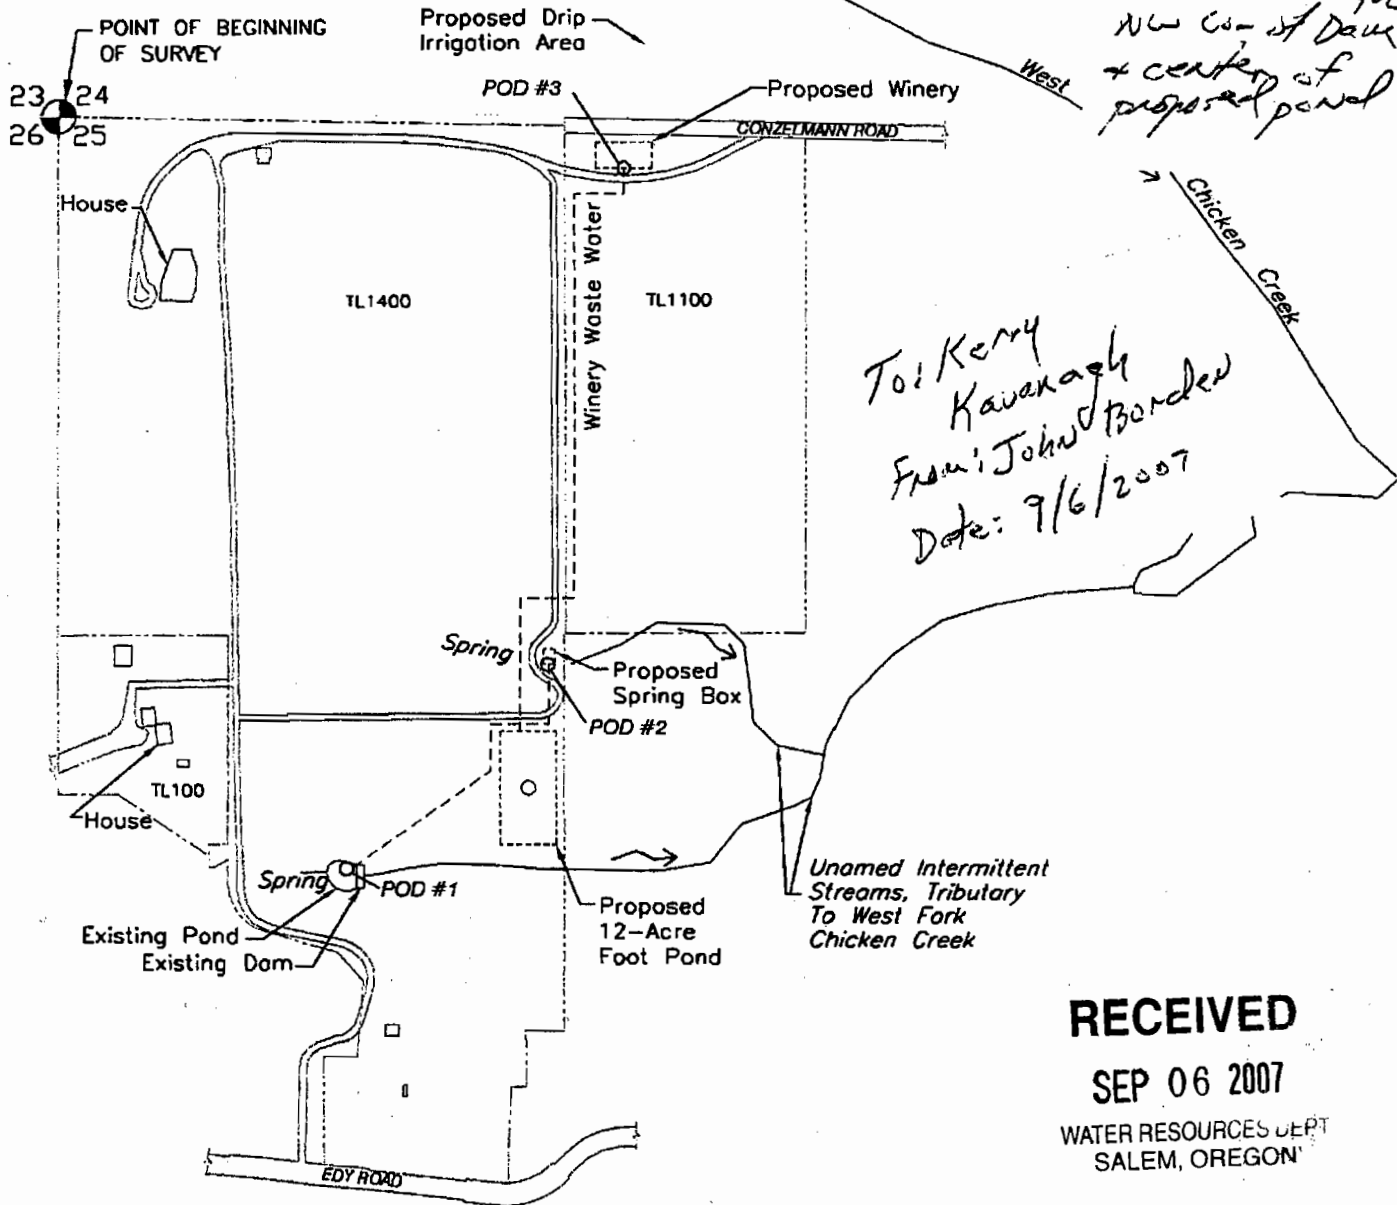 POINT OF BEGINNING
OF SURVEY
Proposed Drip
Irrigation Area
POD #3
Proposed Winery
West
+ center of
proposed pond
23 24
26 25
CONZELMANN ROAD
House
Chicken
Creek
Winery Waste Water
TL1400
TL1100
To: Kerry
Kavanagh
From: John Borden
Date: 9/6/2007
Spring
Proposed
Spring Box
POD #2
TL100
House
Spring
POD #1
Existing Pond
Existing Dam
Proposed
12-Acre
Foot Pond
Unamed Intermittent
Streams, Tributary
To West Fork
Chicken Creek
RECEIVED
SEP 06 2007
WATER RESOURCES DEPT
SALEM, OREGON
EDY ROAD